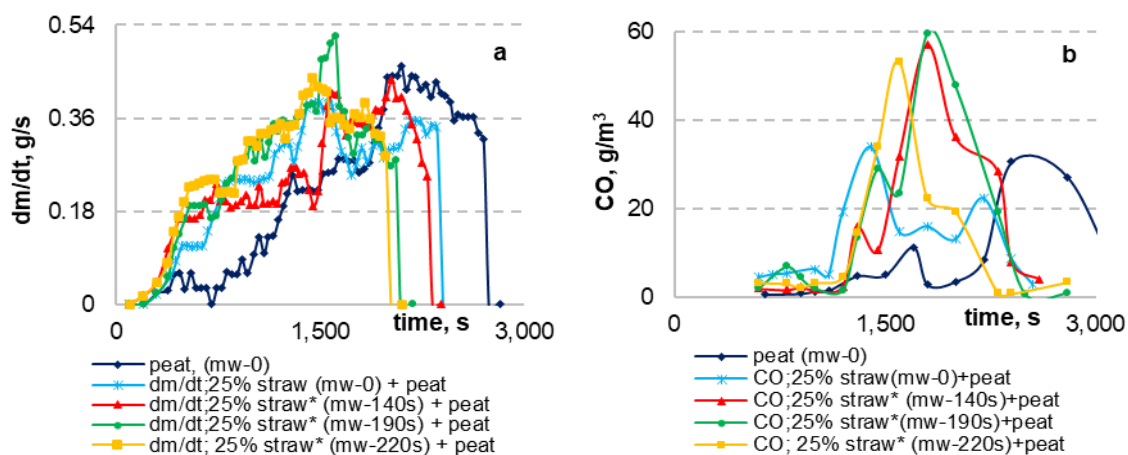 a
dm/dt, g/s
0.54
0.36
0.18
0
0
1,500
3,000
time, s
peat, (mw-0)
dm/dt;25% straw (mw-0) + peat
dm/dt;25% straw* (mw-140s) + peat
dm/dt;25% straw* (mw-190s) + peat
dm/dt; 25% straw* (mw-220s) + peat
b
CO, g/m³
60
40
20
0
0
1,500
3,000
time, s
peat (mw-0)
CO;25% straw(mw-0)+peat
CO;25% straw* (mw-140s)+peat
CO;25% straw*(mw-190s)+peat
CO; 25% straw* (mw-220s)+peat